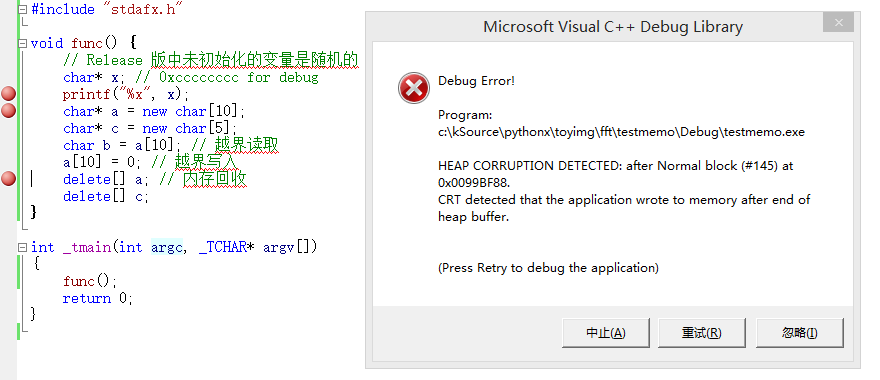 #include "stdafx.h"
void func() {
// Release 版中未初始化的变量是随机的
char* x; // 0xcccccccc for debug
printf("%x", x);
char* a = new char[10];
char* c = new char[5];
char b = a[10]; // 越界读取
a[10] = 0; // 越界写入
delete[] a; // 内存回收
delete[] c;
}
int _tmain(int argc, _TCHAR* argv[])
{
func();
return 0;
}
Microsoft Visual C++ Debug Library
Debug Error!
Program:
c:\kSource\pythonx\toyimg\fft\testmemo\Debug\testmemo.exe
HEAP CORRUPTION DETECTED: after Normal block (#145) at
0x0099BF88.
CRT detected that the application wrote to memory after end of
heap buffer.
(Press Retry to debug the application)
中止(A)
重试(R)
忽略(I)